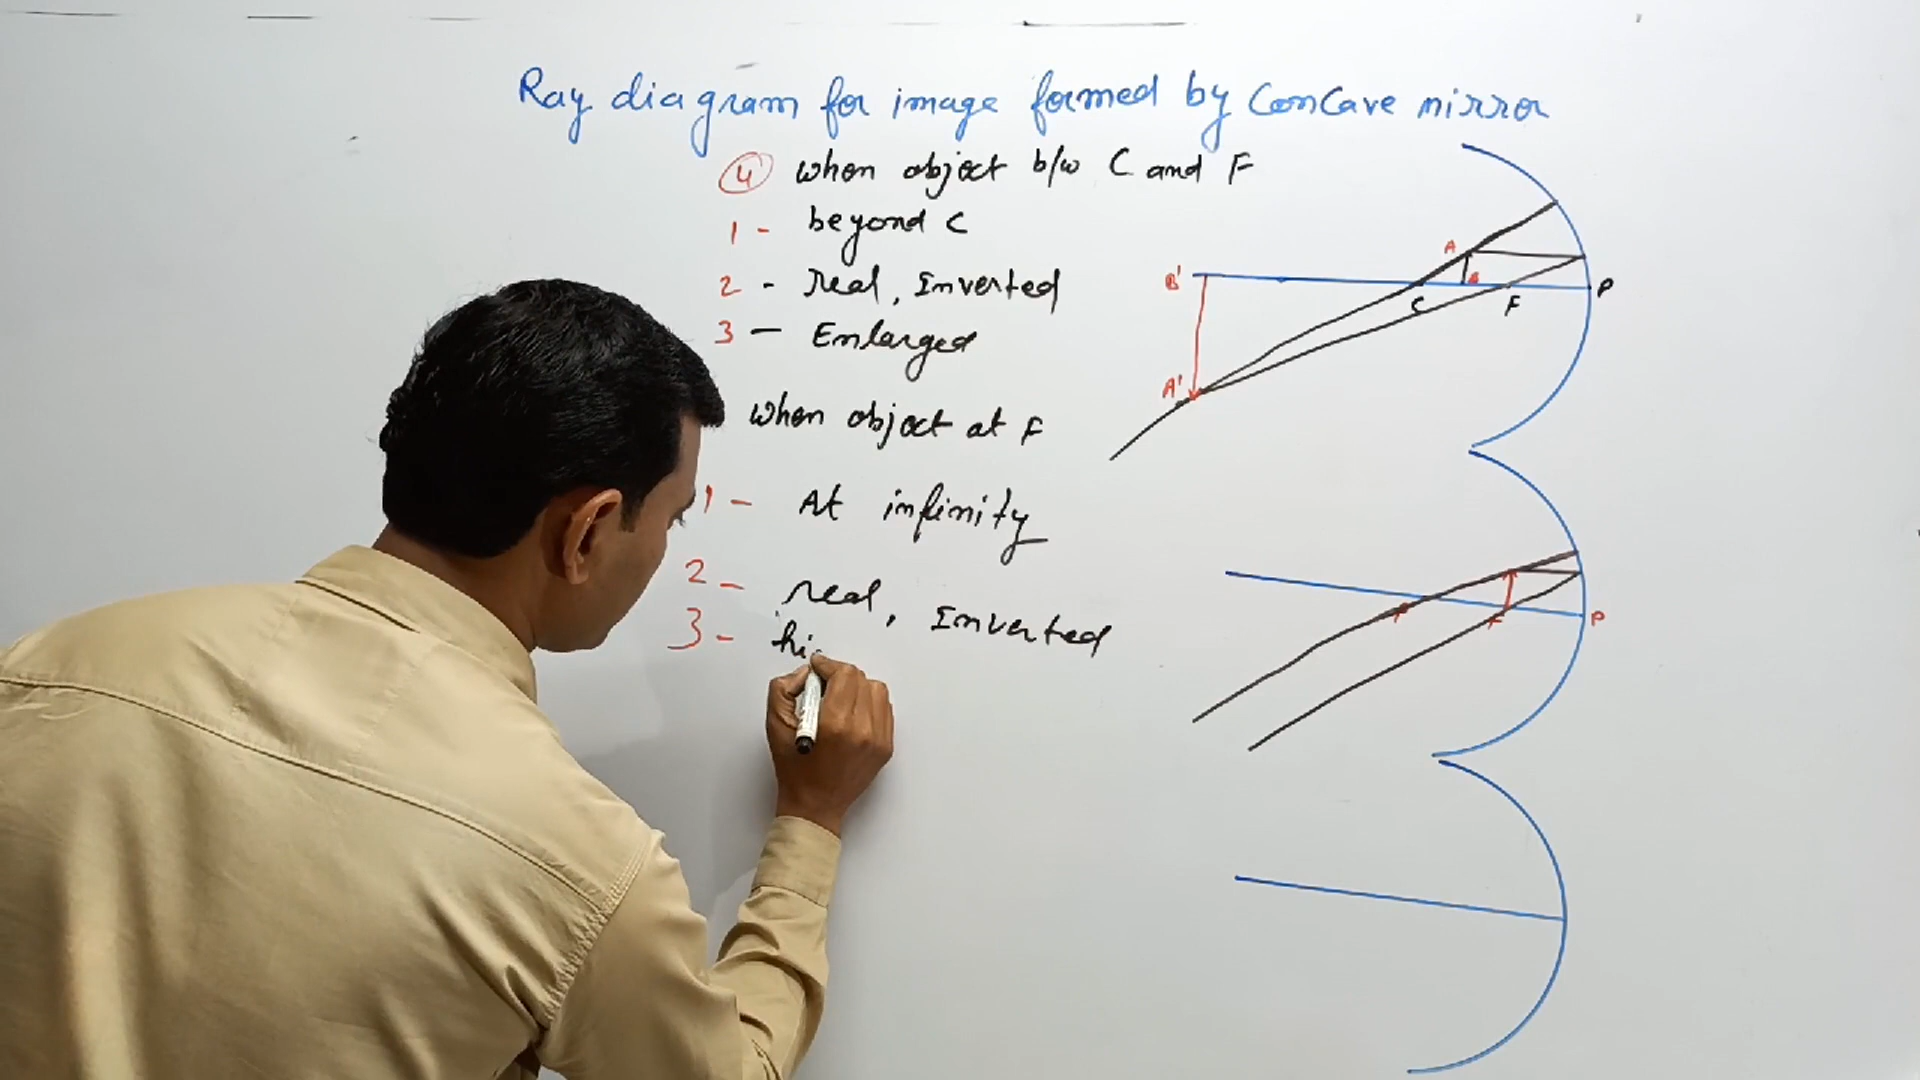 Ray diagram for image formed by Concave mirror
4 when object b/w C and F
1 - beyond C
2 - real, Inverted
3 - Enlarged
when object at F
1 - At infinity
2 - real, Inverted
3 - hi
A
B'
B
C
F
P
A'
F
P